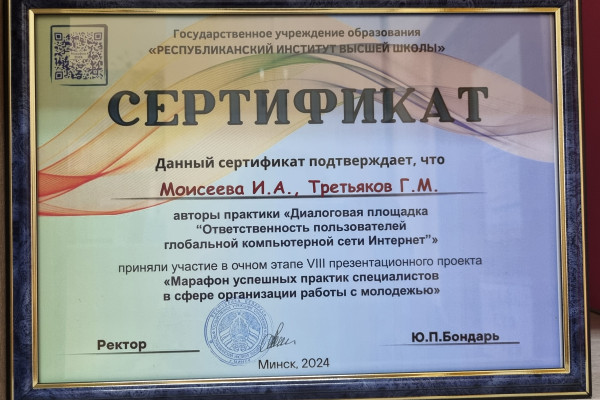 Государственное учреждение образования
«РЕСПУБЛИКАНСКИЙ ИНСТИТУТ ВЫСШЕЙ ШКОЛЫ»
СЕРТИФИКАТ
Данный сертификат подтверждает, что
Моисеева И.А., Третьяков Г.М.
авторы практики «Диалоговая площадка
“Ответственность пользователей
глобальной компьютерной сети Интернет”»
приняли участие в очном этапе VIII презентационного проекта
«Марафон успешных практик специалистов
в сфере организации работы с молодежью»
Ректор Ю.П.Бондарь
Минск, 2024